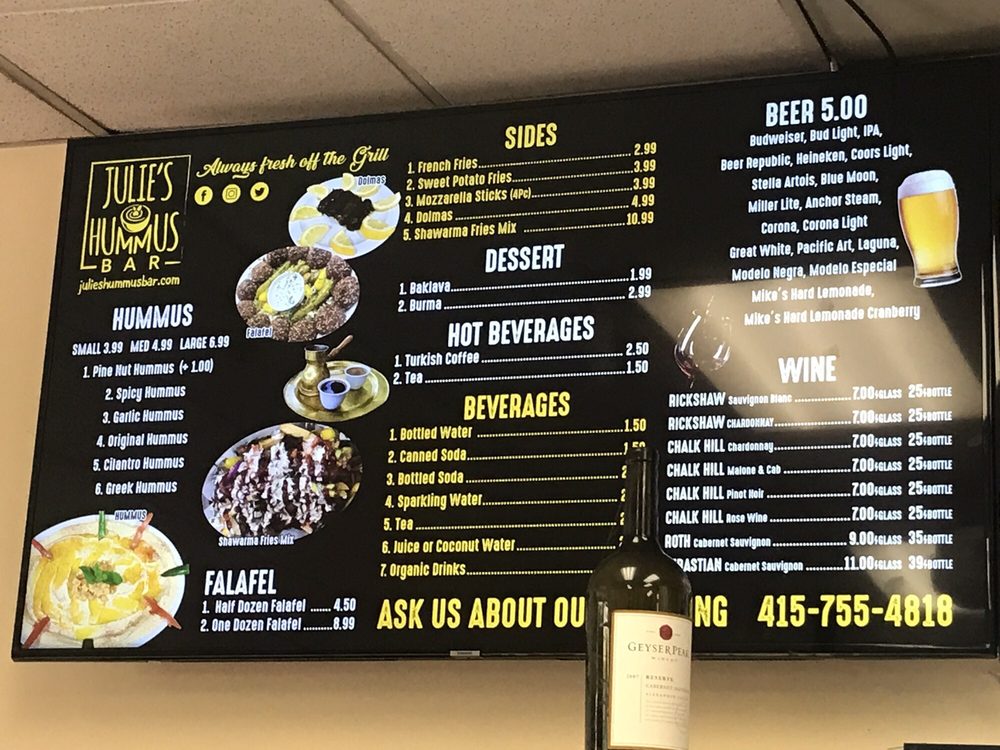 JULIE'S
HUMMUS
BAR
julieshummusbar.com
Always fresh off the Grill
Dolmas
Falafel
HUMMUS
SMALL 3.99 MED 4.99 LARGE 6.99
1. Pine Nut Hummus (+ 1.00)
2. Spicy Hummus
3. Garlic Hummus
4. Original Hummus
5. Cilantro Hummus
6. Greek Hummus
HUMMUS
Shawarma Fries Mix
FALAFEL
1. Half Dozen Falafel ....... 4.50
2. One Dozen Falafel..........8.99
SIDES
1. French Fries 2.99
2. Sweet Potato Fries 3.99
3. Mozzarella Sticks (4Pc) 3.99
4. Dolmas 4.99
5. Shawarma Fries Mix 10.99
DESSERT
1. Baklava 1.99
2. Burma 2.99
HOT BEVERAGES
1. Turkish Coffee 2.50
2. Tea 1.50
BEVERAGES
1. Bottled Water 1.50
2. Canned Soda
3. Bottled Soda
4. Sparkling Water
5. Tea
6. Juice or Coconut Water
7. Organic Drinks
BEER 5.00
Budweiser, Bud Light, IPA,
Beer Republic, Heineken, Coors Light,
Stella Artois, Blue Moon,
Miller Lite, Anchor Steam,
Corona, Corona Light
Great White, Pacific Art, Laguna,
Modelo Negra, Modelo Especial
Mike's Hard Lemonade,
Mike's Hard Lemonade Cranberry
WINE
RICKSHAW Sauvignon Blanc 7.00/GLASS 25/BOTTLE
RICKSHAW CHARDONNAY 7.00/GLASS 25/BOTTLE
CHALK HILL Chardonnay 7.00/GLASS 25/BOTTLE
CHALK HILL Malone & Cab 7.00/GLASS 25/BOTTLE
CHALK HILL Pinot Noir 7.00/GLASS 25/BOTTLE
CHALK HILL Rose Wine 7.00/GLASS 25/BOTTLE
ROTH Cabernet Sauvignon 9.00/GLASS 35/BOTTLE
BASTIAN Cabernet Sauvignon 11.00/GLASS 39/BOTTLE
ASK US ABOUT OU NG 415-755-4818
GEYSER PEAK
WINERY
RESERVE
CABERNET